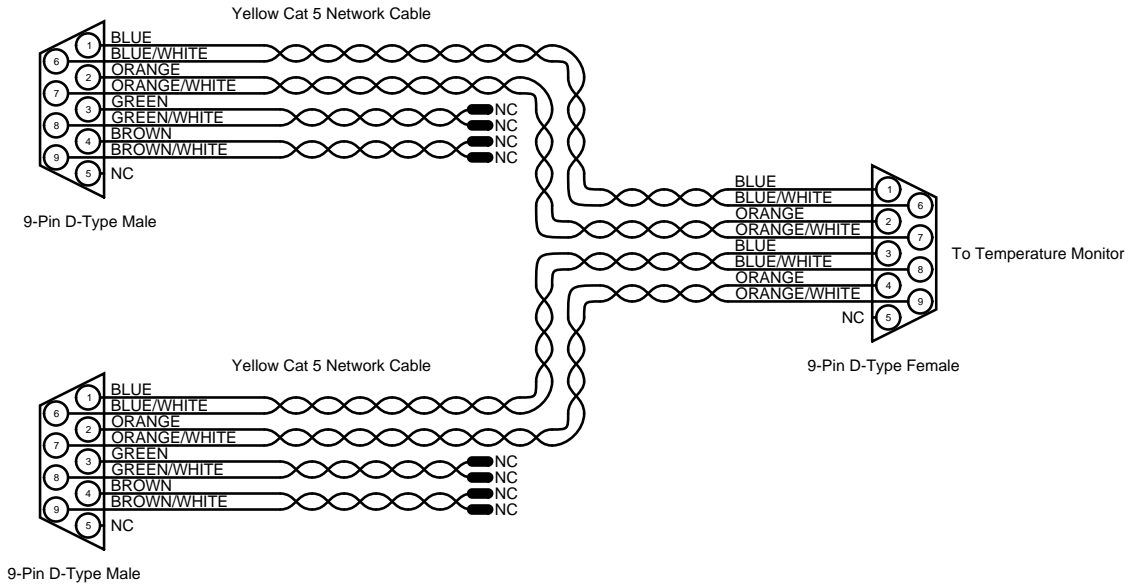 Yellow Cat 5 Network Cable
1 BLUE
6 BLUE/WHITE
2 ORANGE
7 ORANGE/WHITE
3 GREEN NC
8 GREEN/WHITE NC
4 BROWN NC
9 BROWN/WHITE NC
5 NC
9-Pin D-Type Male
BLUE 1
BLUE/WHITE 6
ORANGE 2
ORANGE/WHITE 7
BLUE 3
BLUE/WHITE 8
ORANGE 4
ORANGE/WHITE 9
NC 5
To Temperature Monitor
9-Pin D-Type Female
Yellow Cat 5 Network Cable
1 BLUE
6 BLUE/WHITE
2 ORANGE
7 ORANGE/WHITE
3 GREEN NC
8 GREEN/WHITE NC
4 BROWN NC
9 BROWN/WHITE NC
5 NC
9-Pin D-Type Male